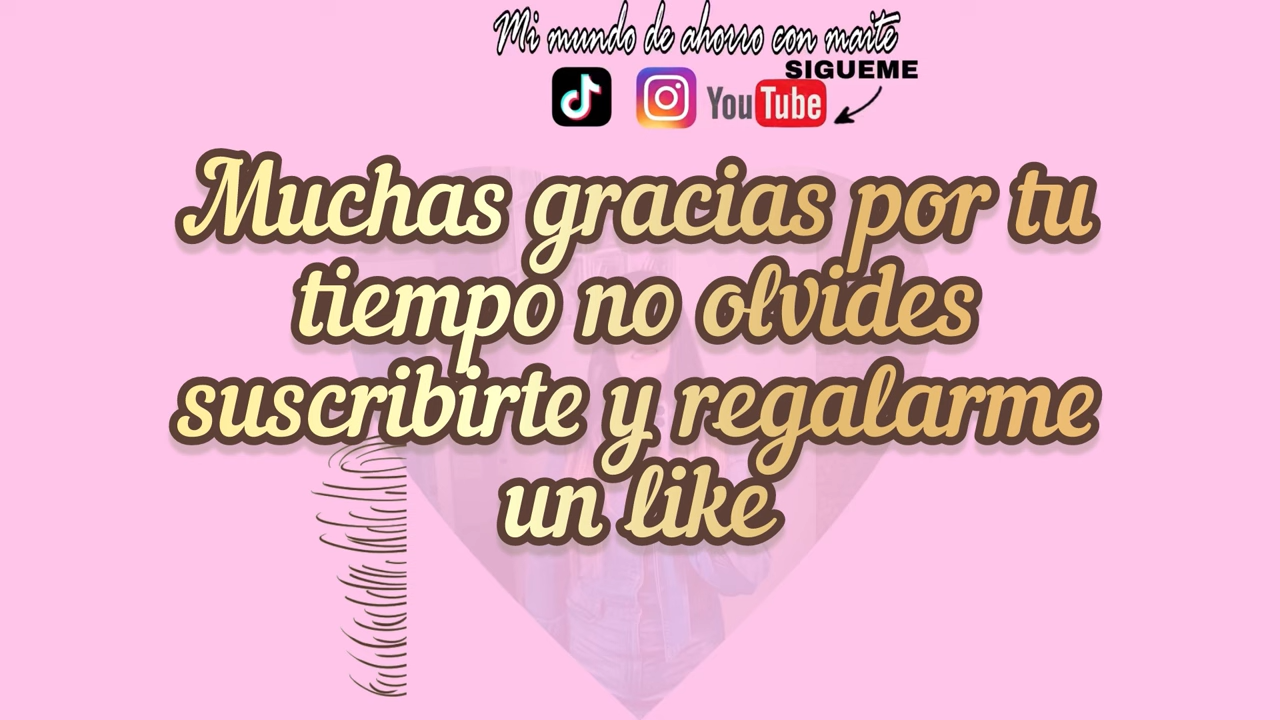 Mi mundo de ahorro con maite
SIGUEME
YouTube
Muchas gracias por tu
tiempo no olvides
suscribirte y regalarme
un like